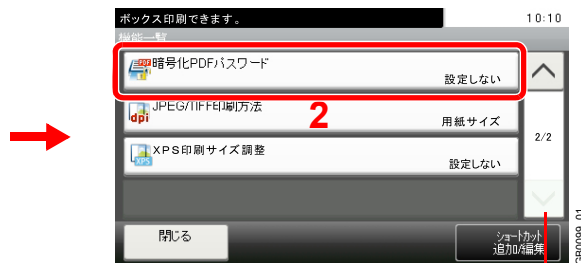 ボックス印刷できます。
10:10
機能一覧
暗号化PDFパスワード
設定しない
JPEG/TIFF印刷方法
dpi
用紙サイズ
2
2/2
XPS印刷サイズ調整
XPS
設定しない
閉じる
ショートカット
追加/編集